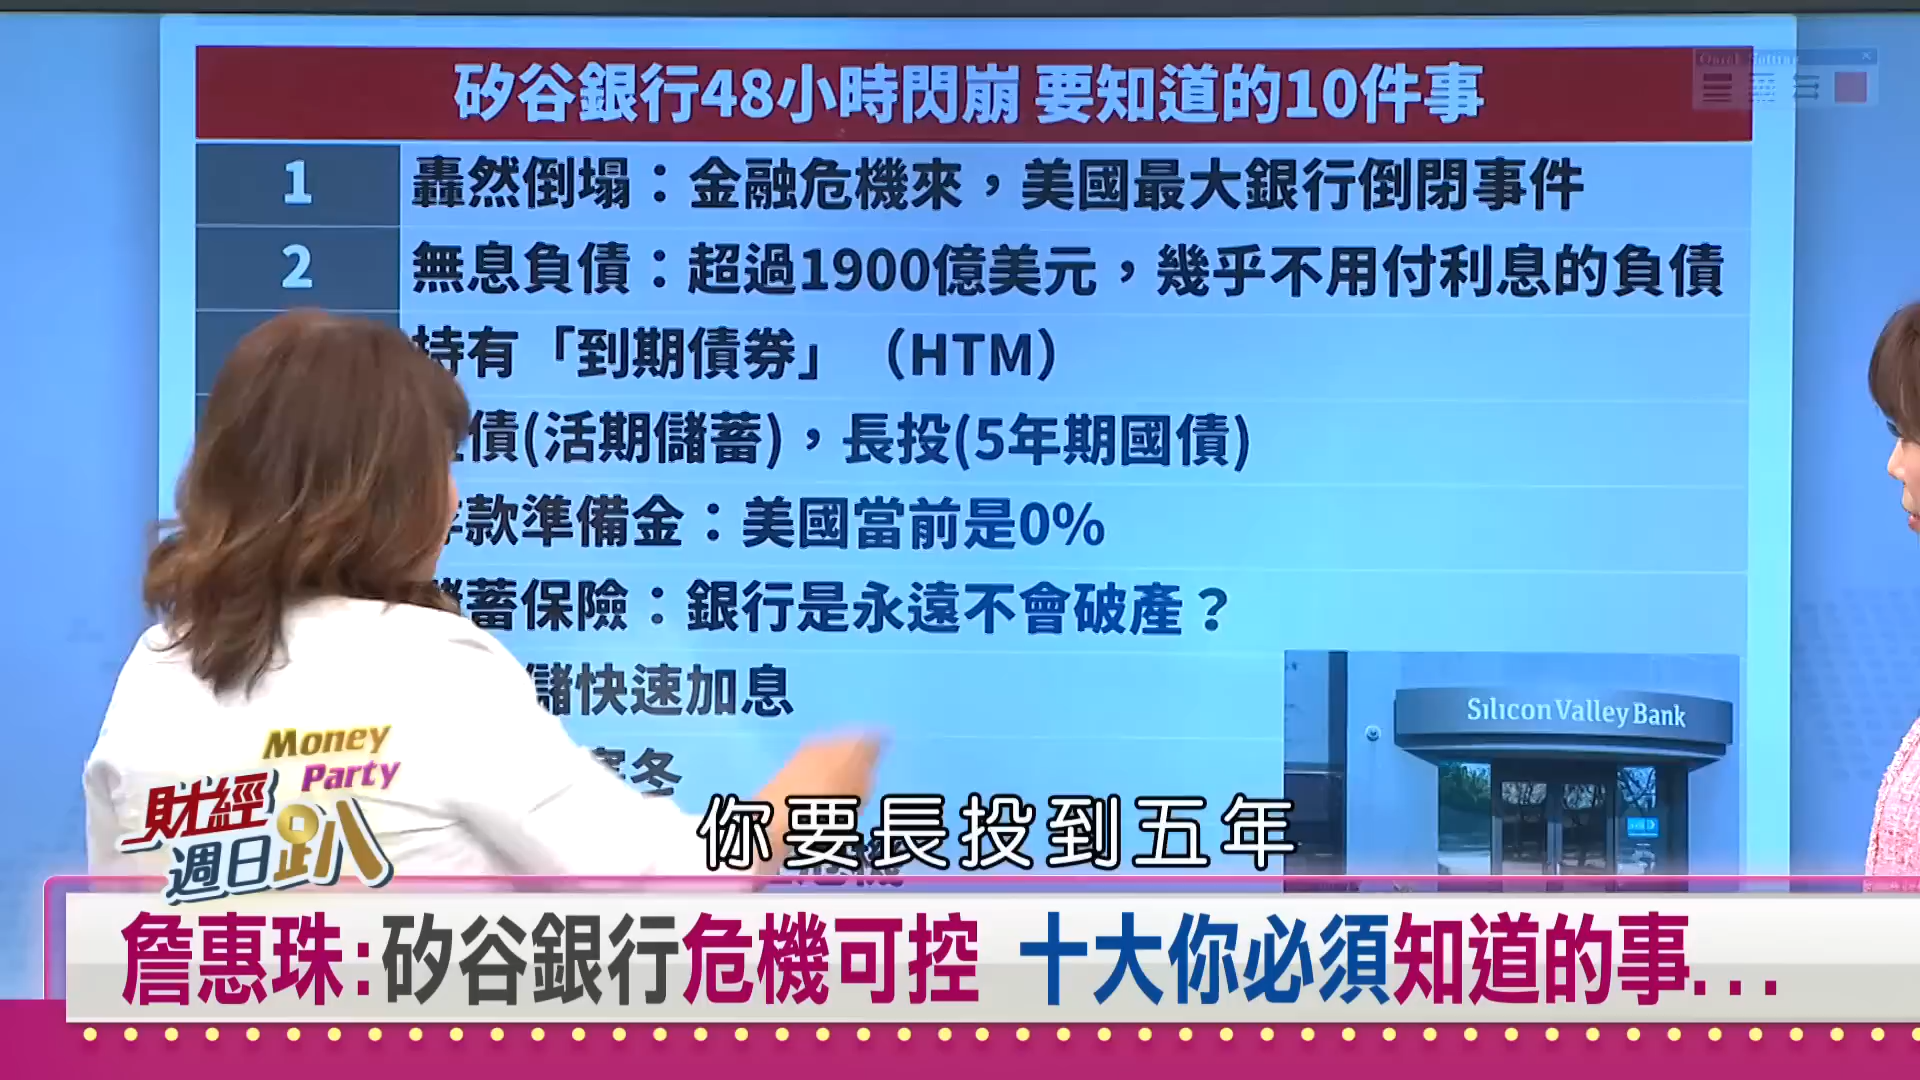 矽谷銀行48小時閃崩 要知道的10件事
1 轟然倒塌：金融危機來，美國最大銀行倒閉事件
2 無息負債：超過1900億美元，幾乎不用付利息的負債
持有「到期債券」（HTM）
債(活期儲蓄)，長投(5年期國債)
款準備金：美國當前是0%
蓄保險：銀行是永遠不會破產？
儲快速加息
冬
Silicon Valley Bank
Money
Party
財經
週日趴
你要長投到五年
詹惠珠:矽谷銀行危機可控 十大你必須知道的事...